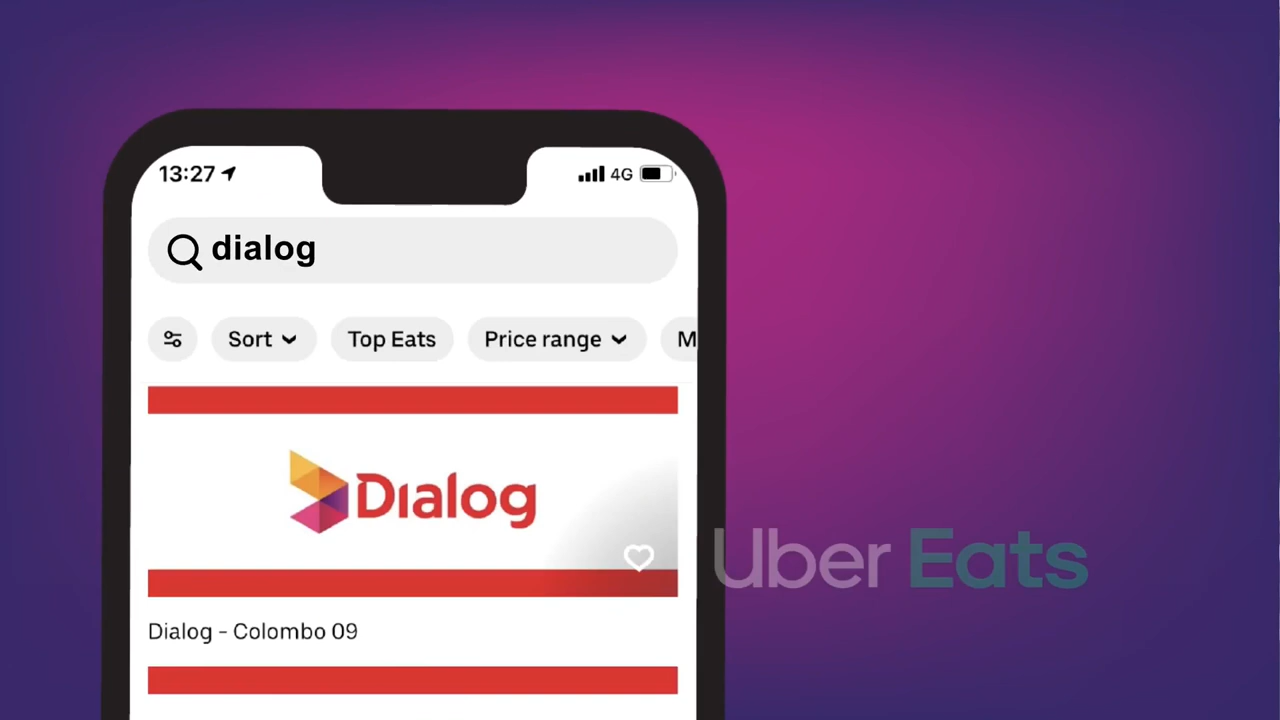 13:27
4G
dialog
Sort
Top Eats
Price range
M
Dialog
Uber Eats
Dialog - Colombo 09